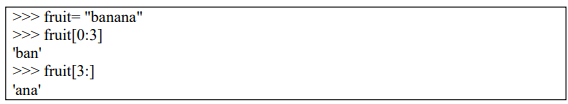 >>> fruit= "banana"
>>> fruit[0:3]
'ban'
>>> fruit[3:]
'ana'